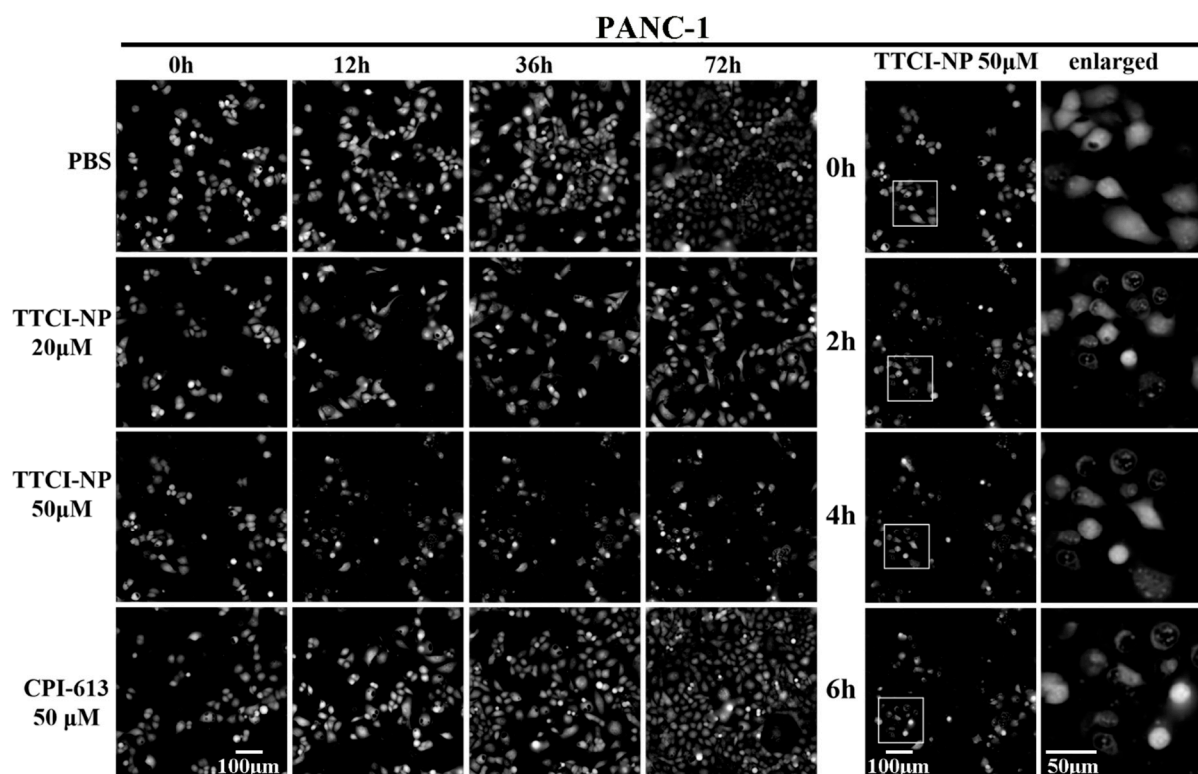 PANC-1
0h 12h 36h 72h TTCI-NP 50μM enlarged
PBS
0h
TTCI-NP
20μM
2h
TTCI-NP
50μM
4h
CPI-613
50 μM
6h
100μm 100μm 50μm